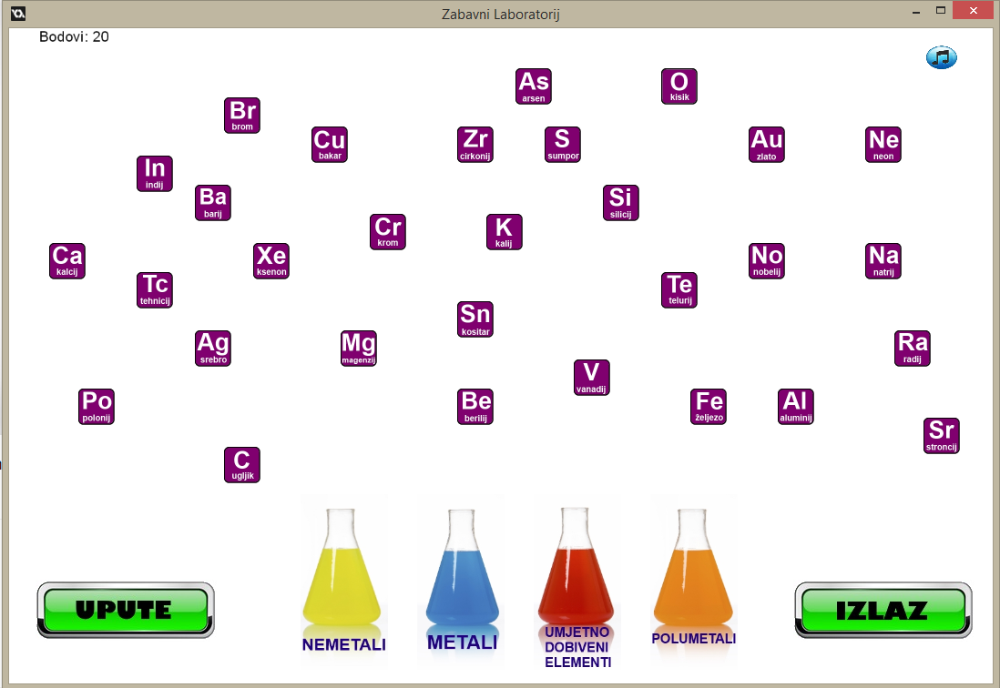 Zabavni Laboratorij
Bodovi: 20
As
arsen
O
kisik
Br
brom
Cu
bakar
Zr
cirkonij
S
sumpor
Au
zlato
Ne
neon
In
indij
Ba
barij
Si
silicij
Cr
krom
K
kalij
Ca
kalcij
Xe
ksenon
No
nobelij
Na
natrij
Tc
tehnicij
Te
telurij
Sn
kositar
Ag
srebro
Mg
magenzij
Ra
radij
V
vanadij
Po
polonij
Be
berilij
Fe
željezo
Al
aluminij
Sr
stroncij
C
ugljik
UPUTE
NEMETALI
METALI
UMJETNO
DOBIVENI
ELEMENTI
POLUMETALI
IZLAZ